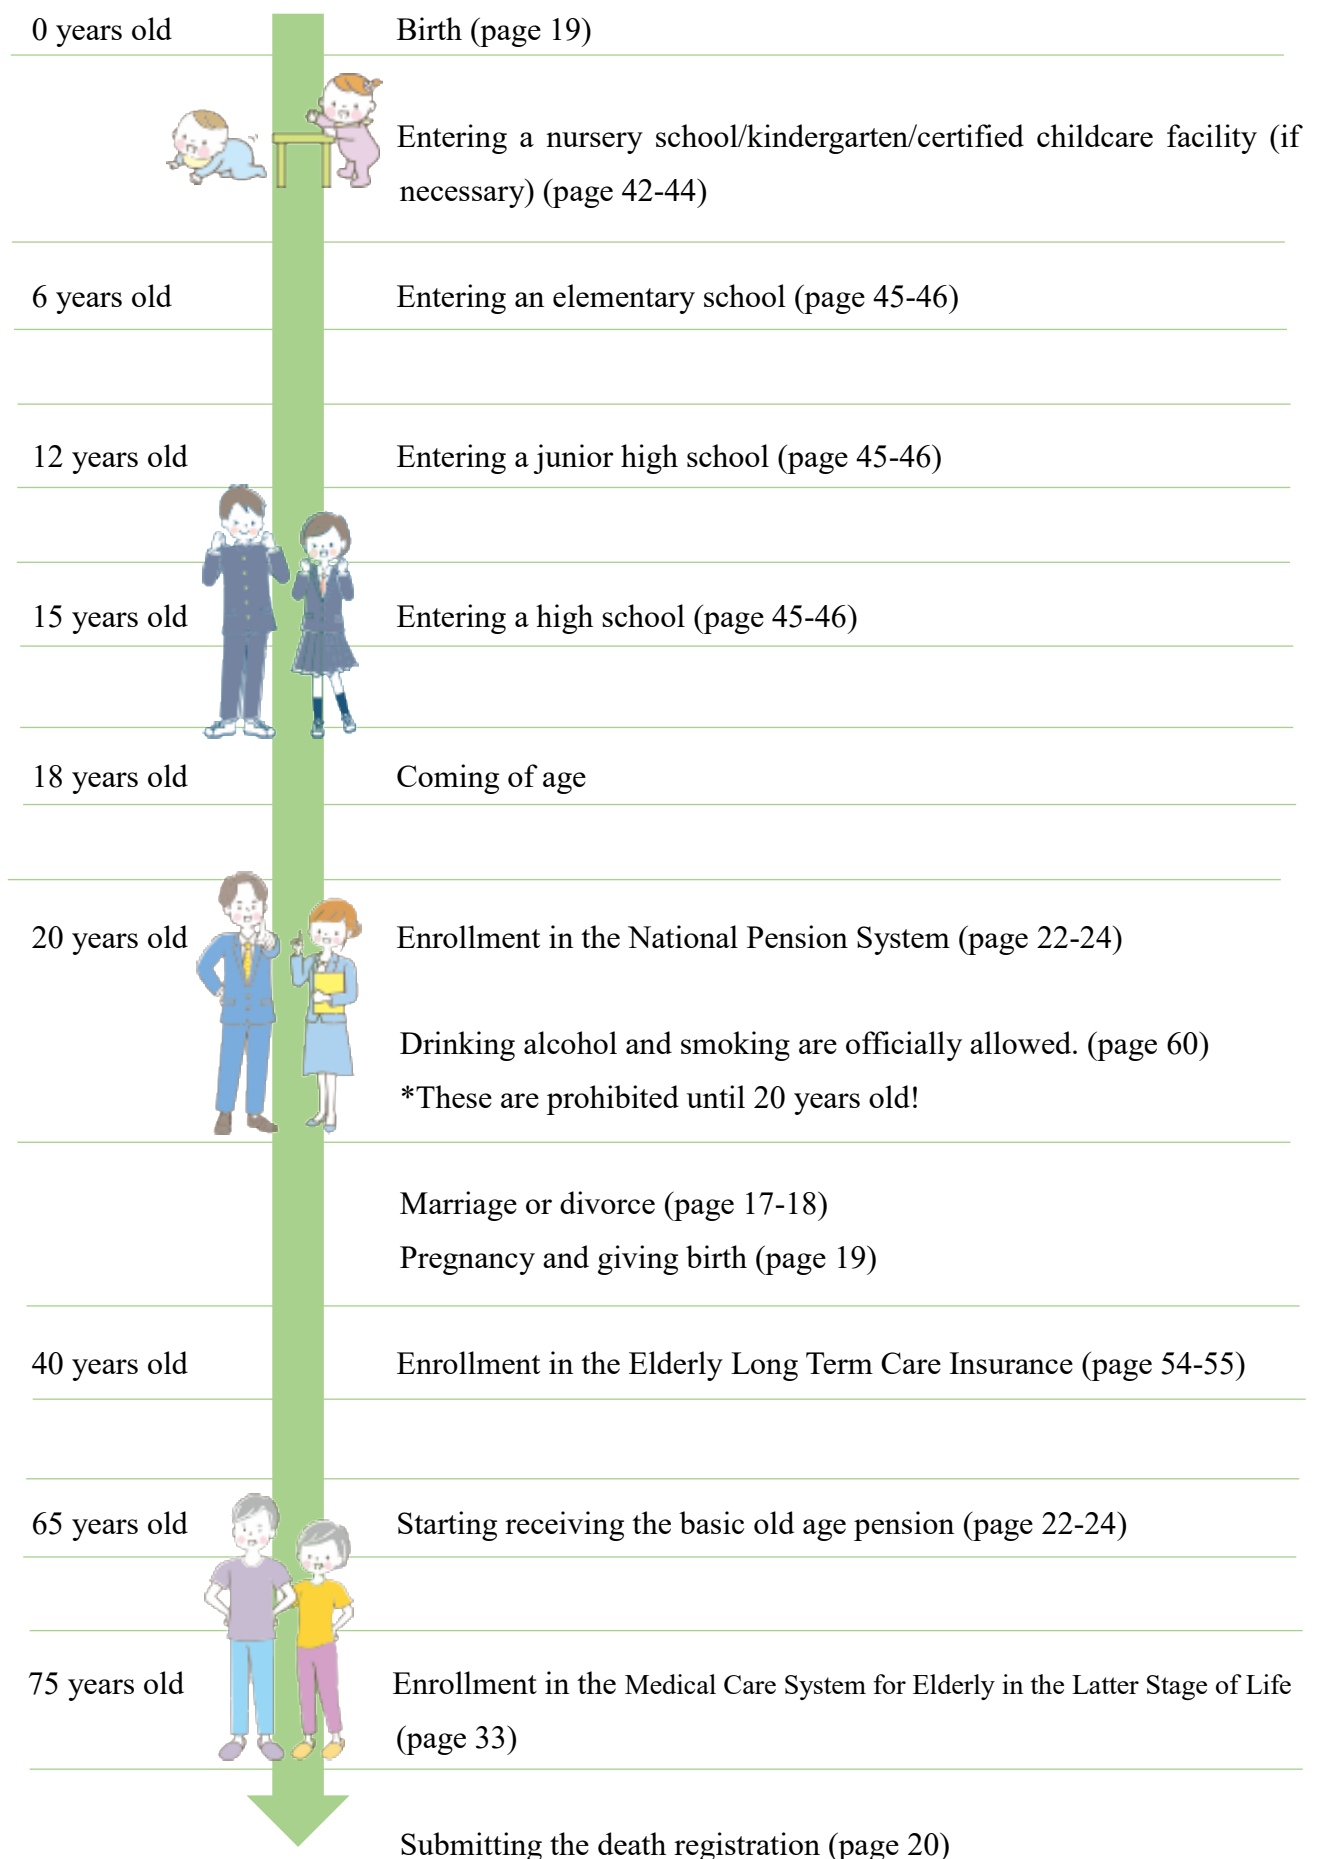 0 years old Birth (page 19)
Entering a nursery school/kindergarten/certified childcare facility (if
necessary) (page 42-44)
6 years old Entering an elementary school (page 45-46)
12 years old Entering a junior high school (page 45-46)
15 years old Entering a high school (page 45-46)
18 years old Coming of age
20 years old Enrollment in the National Pension System (page 22-24)
Drinking alcohol and smoking are officially allowed. (page 60)
*These are prohibited until 20 years old!
Marriage or divorce (page 17-18)
Pregnancy and giving birth (page 19)
40 years old Enrollment in the Elderly Long Term Care Insurance (page 54-55)
65 years old Starting receiving the basic old age pension (page 22-24)
75 years old Enrollment in the Medical Care System for Elderly in the Latter Stage of Life
(page 33)
Submitting the death registration (page 20)